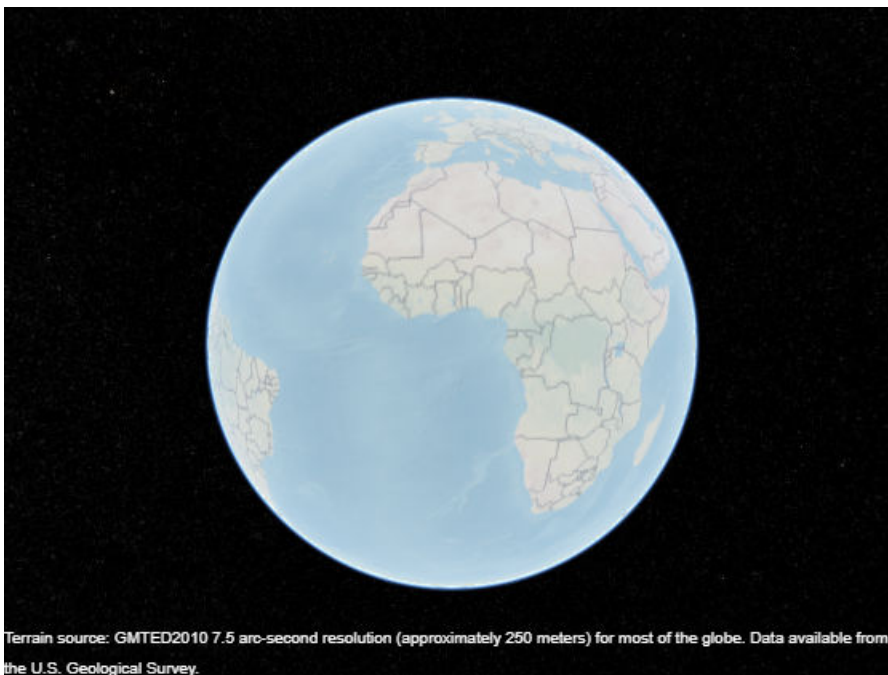 Terrain source: GMTED2010 7.5 arc-second resolution (approximately 250 meters) for most of the globe. Data available from
the U.S. Geological Survey.